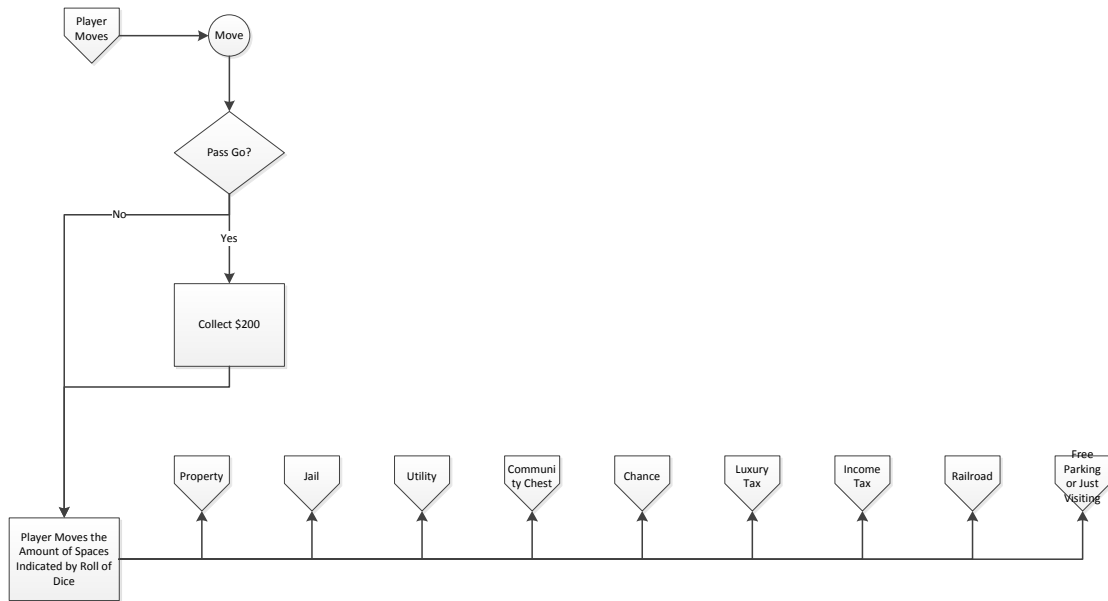 Player
Moves
Move
Pass Go?
No
Yes
Collect $200
Property
Jail
Utility
Communi
ty Chest
Chance
Luxury
Tax
Income
Tax
Railroad
Free
Parking
or Just
Visiting
Player Moves the
Amount of Spaces
Indicated by Roll of
Dice